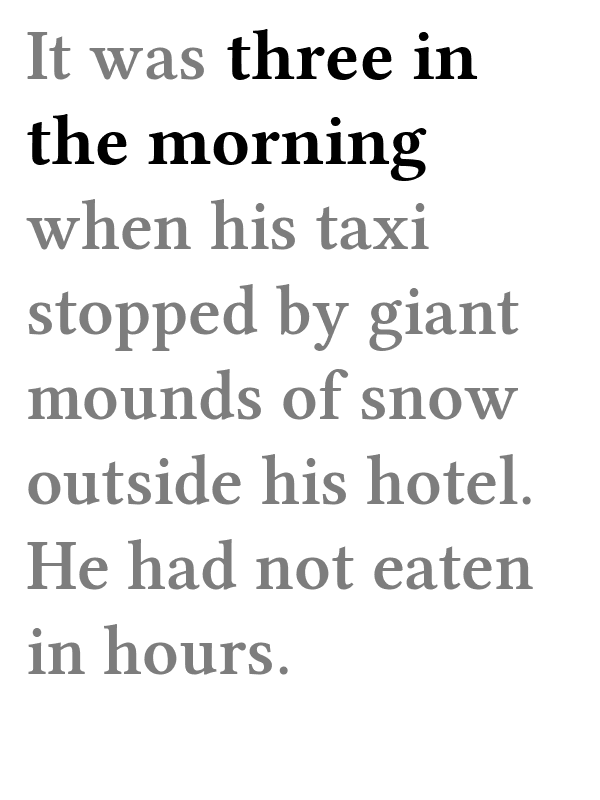 It was three in
the morning
when his taxi
stopped by giant
mounds of snow
outside his hotel.
He had not eaten
in hours.